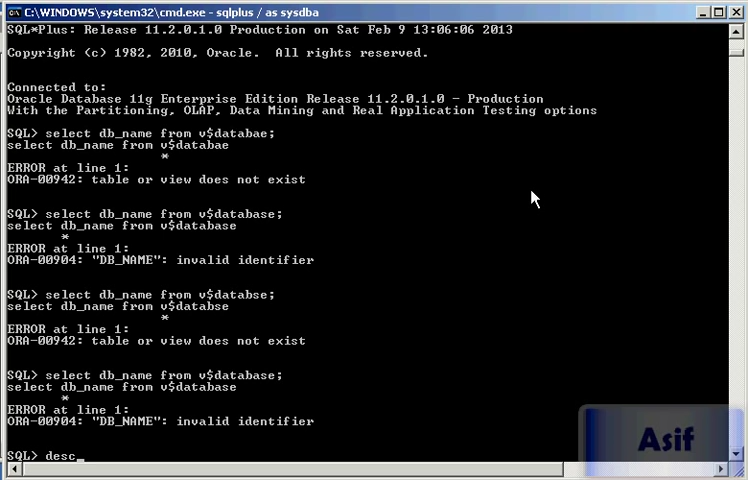 C:\WINDOWS\system32\cmd.exe - sqlplus / as sysdba
SQL*Plus: Release 11.2.0.1.0 Production on Sat Feb 9 13:06:06 2013
Copyright (c) 1982, 2010, Oracle.  All rights reserved.
Connected to:
Oracle Database 11g Enterprise Edition Release 11.2.0.1.0 - Production
With the Partitioning, OLAP, Data Mining and Real Application Testing options
SQL> select db_name from v$databae;
select db_name from v$databae
*
ERROR at line 1:
ORA-00942: table or view does not exist
SQL> select db_name from v$database;
select db_name from v$database
*
ERROR at line 1:
ORA-00904: "DB_NAME": invalid identifier
SQL> select db_name from v$databse;
select db_name from v$databse
*
ERROR at line 1:
ORA-00942: table or view does not exist
SQL> select db_name from v$database;
select db_name from v$database
*
ERROR at line 1:
ORA-00904: "DB_NAME": invalid identifier
SQL> desc_
Asif